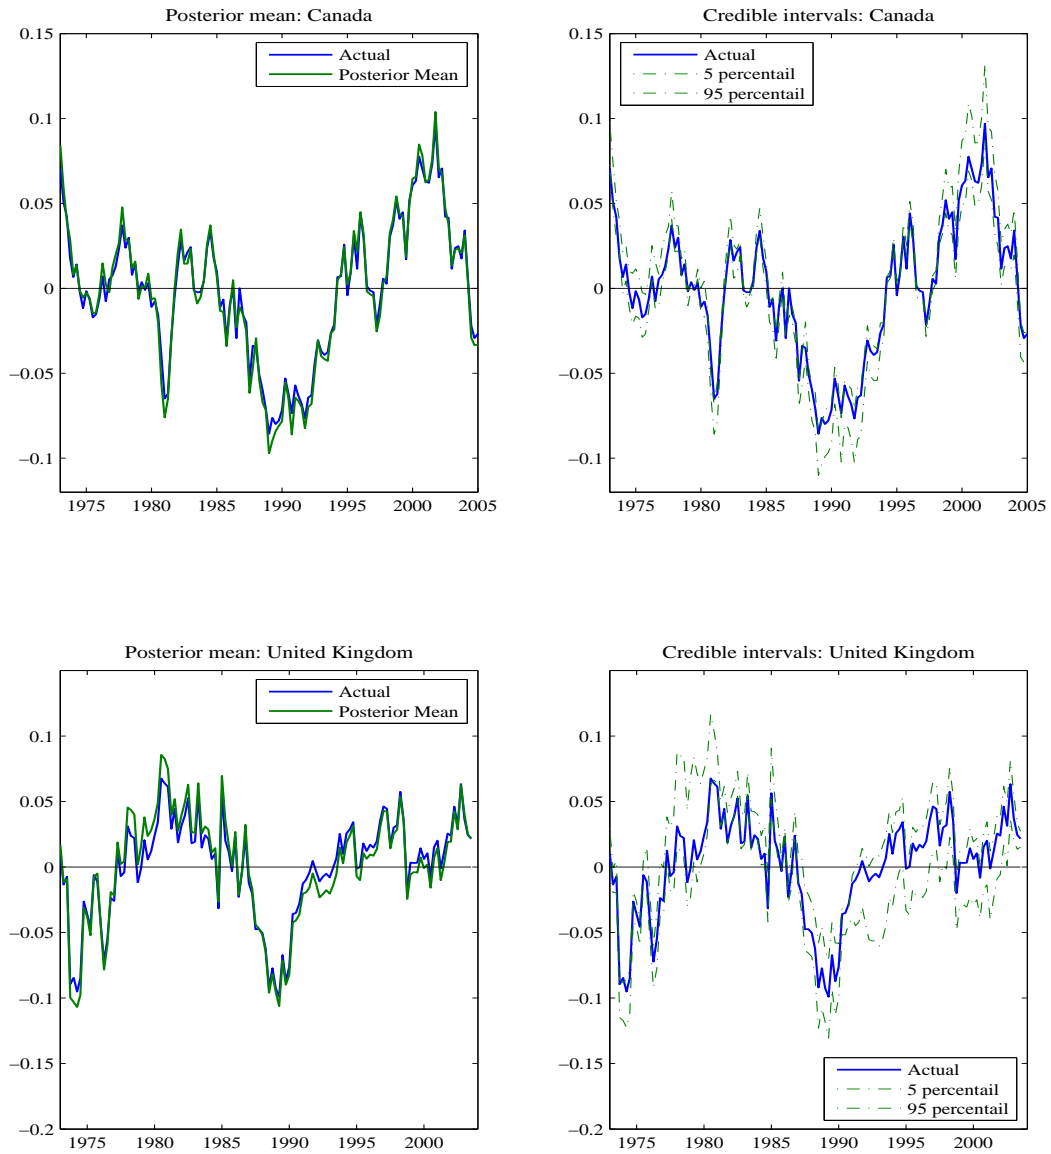 Posterior mean: Canada
0.15
0.1
0.05
0
−0.05
−0.1
1975 1980 1985 1990 1995 2000 2005
Actual
Posterior Mean
Credible intervals: Canada
0.15
0.1
0.05
0
−0.05
−0.1
1975 1980 1985 1990 1995 2000 2005
Actual
5 percentail
95 percentail
Posterior mean: United Kingdom
0.1
0.05
0
−0.05
−0.1
−0.15
−0.2
1975 1980 1985 1990 1995 2000
Actual
Posterior Mean
Credible intervals: United Kingdom
0.1
0.05
0
−0.05
−0.1
−0.15
−0.2
1975 1980 1985 1990 1995 2000
Actual
5 percentail
95 percentail